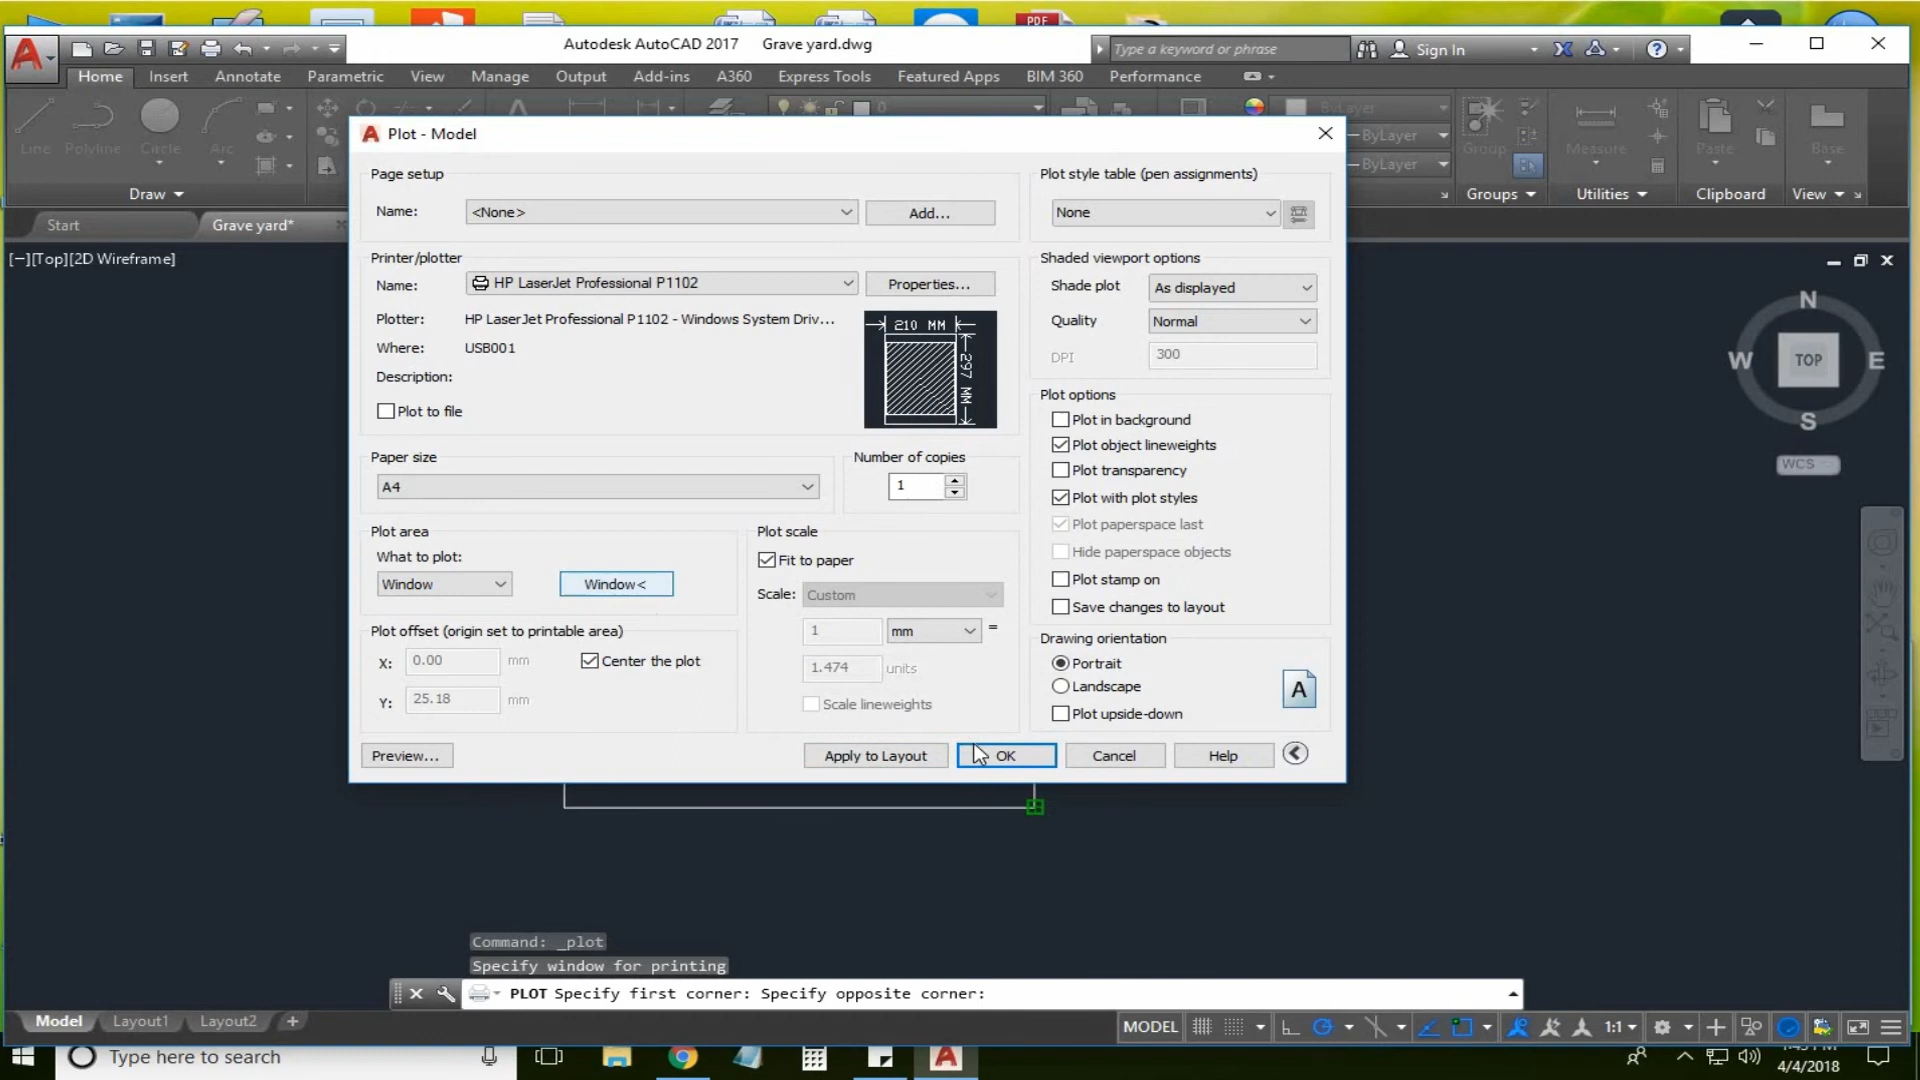 PDF
Autodesk AutoCAD 2017 Grave yard.dwg
Type a keyword or phrase
Sign In
Home Insert Annotate Parametric View Manage Output Add-ins A360 Express Tools Featured Apps BIM 360 Performance
0
ByLayer
Line Polyline Circle Arc
ByLayer
Group Measure Paste Base
ByLayer
Draw Groups Utilities Clipboard View
Start Grave yard*
[−][Top][2D Wireframe]
Plot - Model
Page setup
Name: <None> Add...
Plot style table (pen assignments)
None
Printer/plotter
Name: HP LaserJet Professional P1102 Properties...
Plotter: HP LaserJet Professional P1102 - Windows System Driv...
Where: USB001
Description:
Plot to file
210 MM
297 MM
Shaded viewport options
Shade plot As displayed
Quality Normal
DPI 300
Paper size
A4
Number of copies
1
Plot options
Plot in background
Plot object lineweights
Plot transparency
Plot with plot styles
Plot paperspace last
Hide paperspace objects
Plot stamp on
Save changes to layout
Plot area
What to plot:
Window Window<
Plot scale
Fit to paper
Scale: Custom
1 mm =
1.474 units
Scale lineweights
Plot offset (origin set to printable area)
X: 0.00 mm Center the plot
Y: 25.18 mm
Drawing orientation
Portrait
Landscape
Plot upside-down
A
Preview... Apply to Layout OK Cancel Help
N
W TOP E
S
WCS
Command: _plot
Specify window for printing
PLOT Specify first corner: Specify opposite corner:
Model Layout1 Layout2 +
MODEL 1:1
Type here to search
4/4/2018